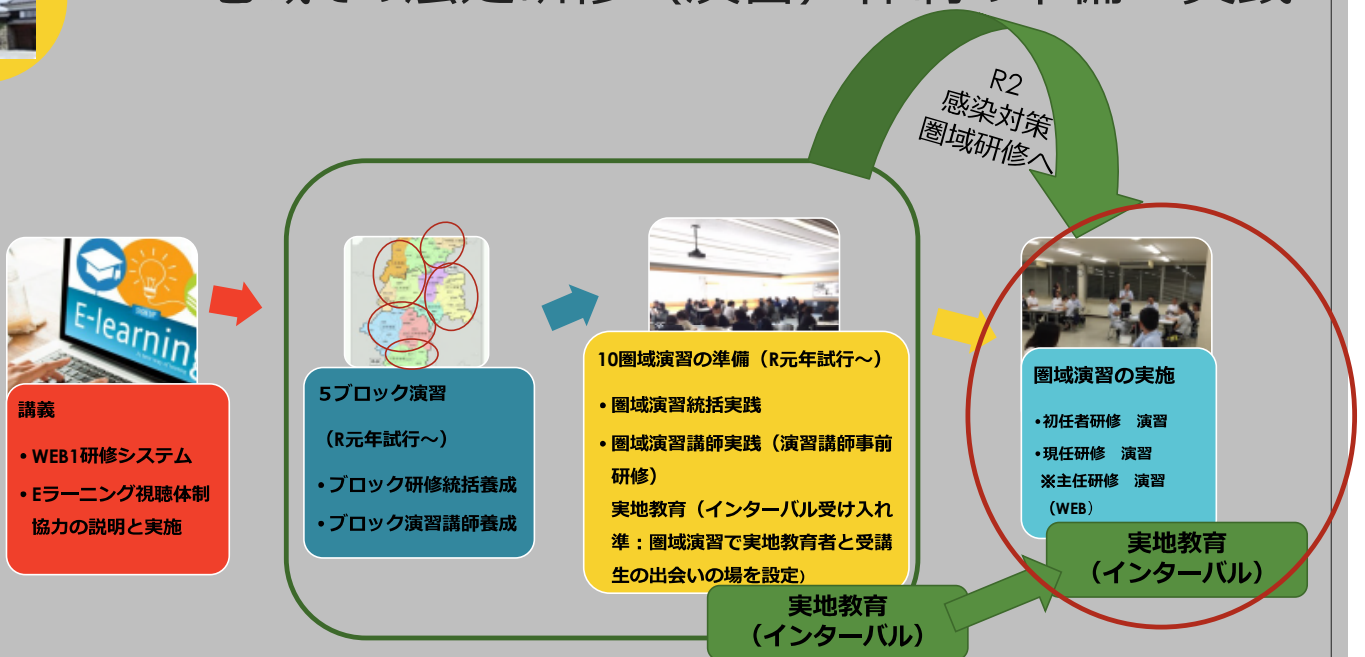 R2
感染対策
圏域研修へ
E-learning
講義
・WEB1研修システム
・Eラーニング視聴体制
協力の説明と実施
5ブロック演習
（R元年試行～）
・ブロック研修統括養成
・ブロック演習講師養成
10圏域演習の準備（R元年試行～）
・圏域演習統括実践
・圏域演習講師実践（演習講師事前
研修）
実地教育（インターバル受け入れ
準：圏域演習で実地教育者と受講
生の出会いの場を設定)
圏域演習の実施
・初任者研修　演習
・現任研修　演習
※主任研修　演習
（WEB）
実地教育
（インターバル）
実地教育
（インターバル）